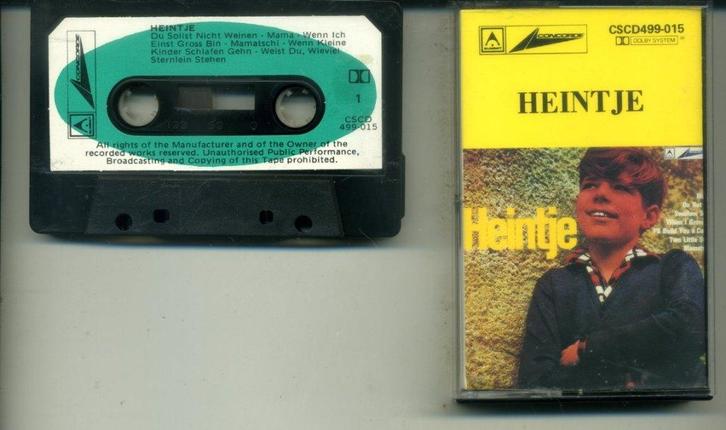 HEINTJE
Du Sollst Nicht Weinen - Mama - Wenn Ich
Einst Gross Bin - Mamatschi - Wenn Kleine
Kinder Schlafen Gehn - Weist Du, Wieviel
Sternlein Stehen
1
CSCD
499-015
All rights of the Manufacturer and of the Owner of the
recorded works reserved. Unauthorised Public Performance,
Broadcasting and Copying of this Tape prohibited.
CONCORDE
CSCD499-015
DOLBY SYSTEM
HEINTJE
Heintje